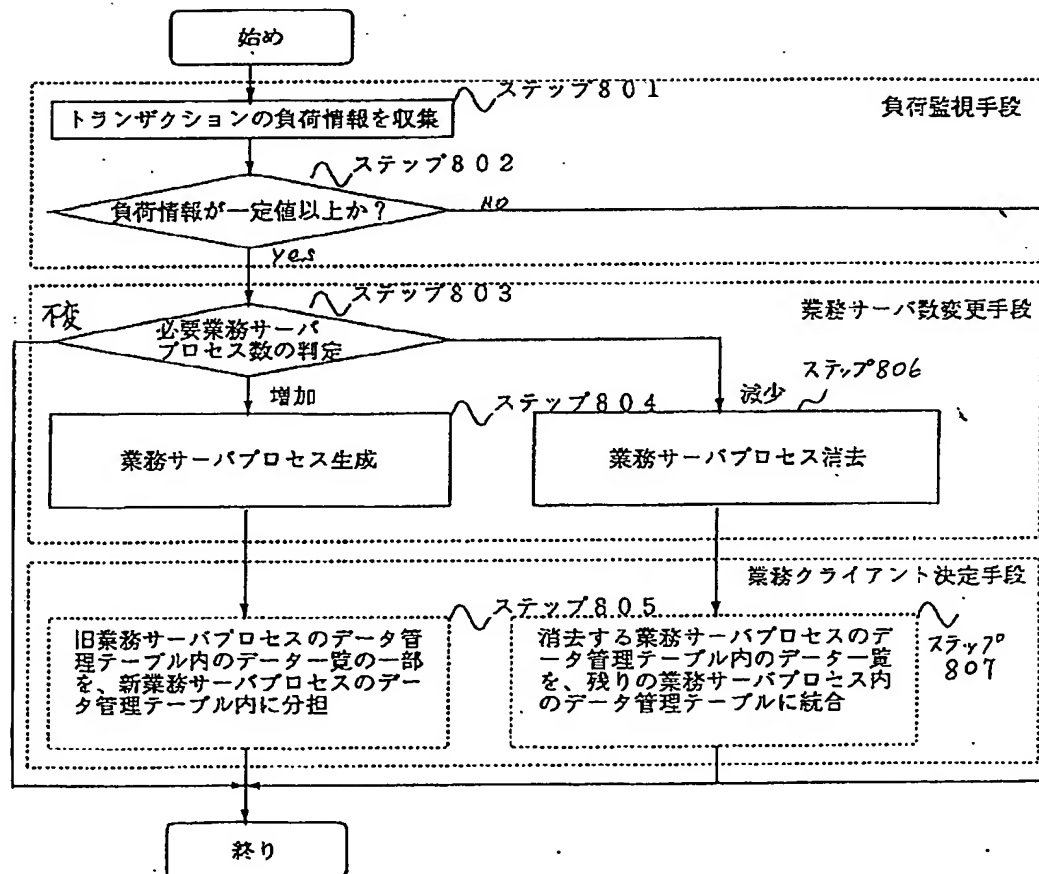 始め
ステップ801
負荷監視手段
トランザクションの負荷情報を収集
ステップ802
負荷情報が一定値以上か?
NO
yes
ステップ803
業務サーバ数変更手段
不変
必要業務サーバ
プロセス数の判定
増加
ステップ804
減少
ステップ806
業務サーバプロセス生成
業務サーバプロセス消去
業務クライアント決定手段
ステップ805
旧業務サーバプロセスのデータ管
理テーブル内のデータ一覧の一部
を、新業務サーバプロセスのデー
タ管理テーブル内に分担
消去する業務サーバプロセスのデ
ータ管理テーブル内のデータ一覧
を、残りの業務サーバプロセス内
のデータ管理テーブルに統合
ステップ
807
終り